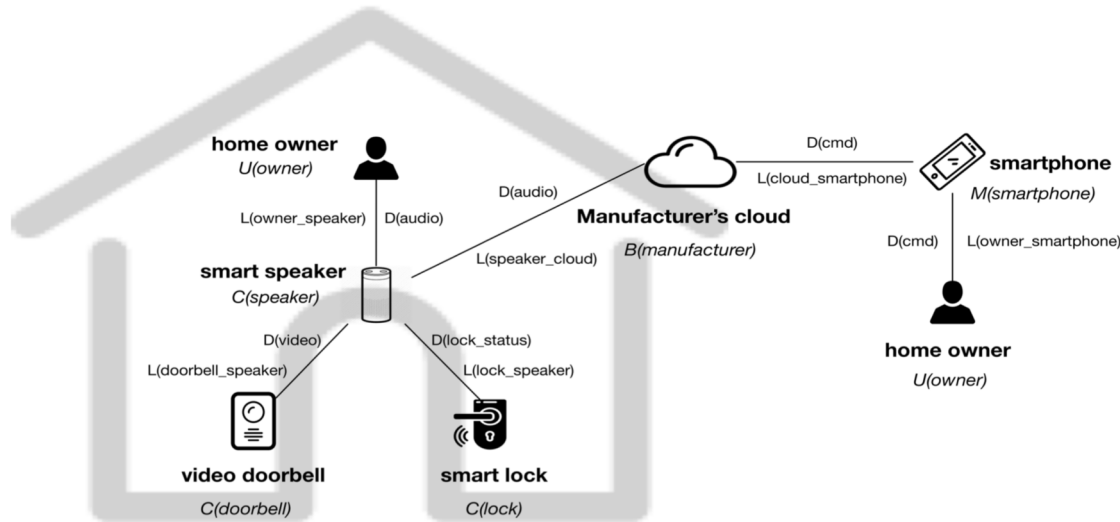 home owner
U(owner)
L(owner_speaker) D(audio)
smart speaker
C(speaker)
D(video)
L(doorbell_speaker)
D(lock_status)
L(lock_speaker)
video doorbell
C(doorbell)
smart lock
C(lock)
D(audio)
L(speaker_cloud)
Manufacturer's cloud
B(manufacturer)
D(cmd)
L(cloud_smartphone)
smartphone
M(smartphone)
D(cmd) L(owner_smartphone)
home owner
U(owner)